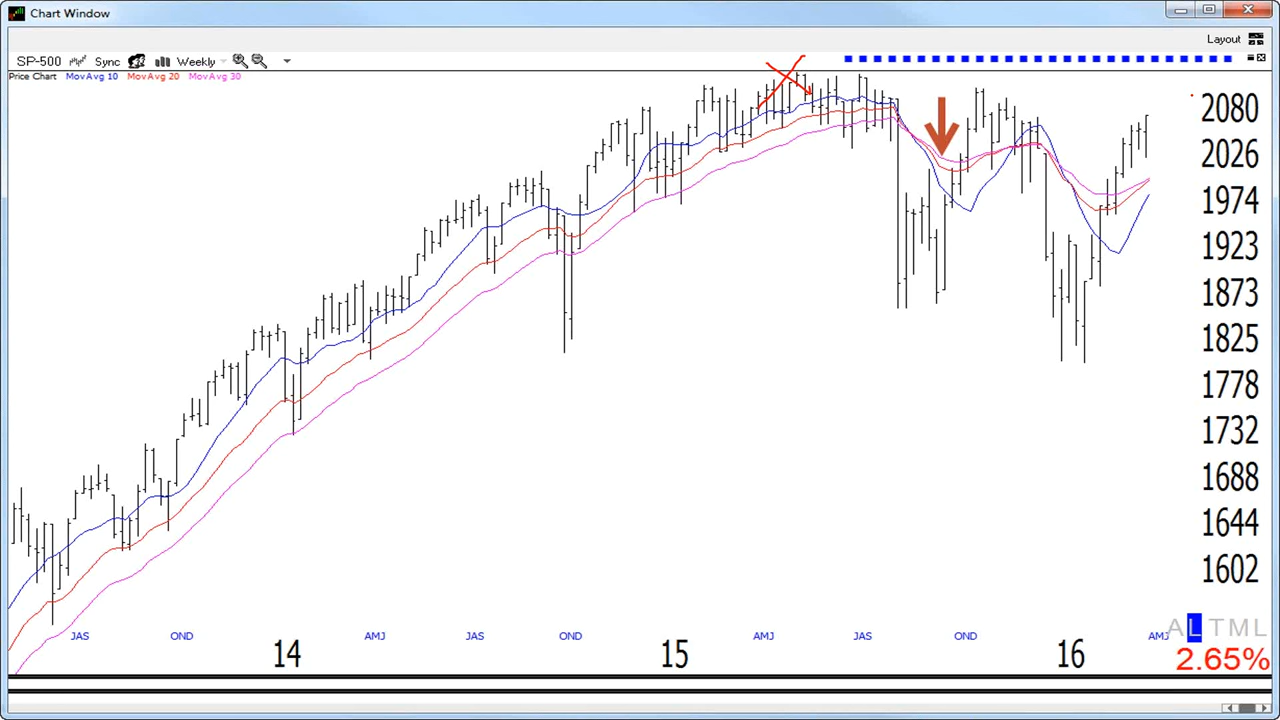 Chart Window
Layout
SP-500 Sync Weekly
Price Chart MovAvg 10 MovAvg 20 MovAvg 30
2080
2026
1974
1923
1873
1825
1778
1732
1688
1644
1602
JAS OND AMJ JAS OND AMJ JAS OND AMJ
14 15 16
ALTML
2.65%